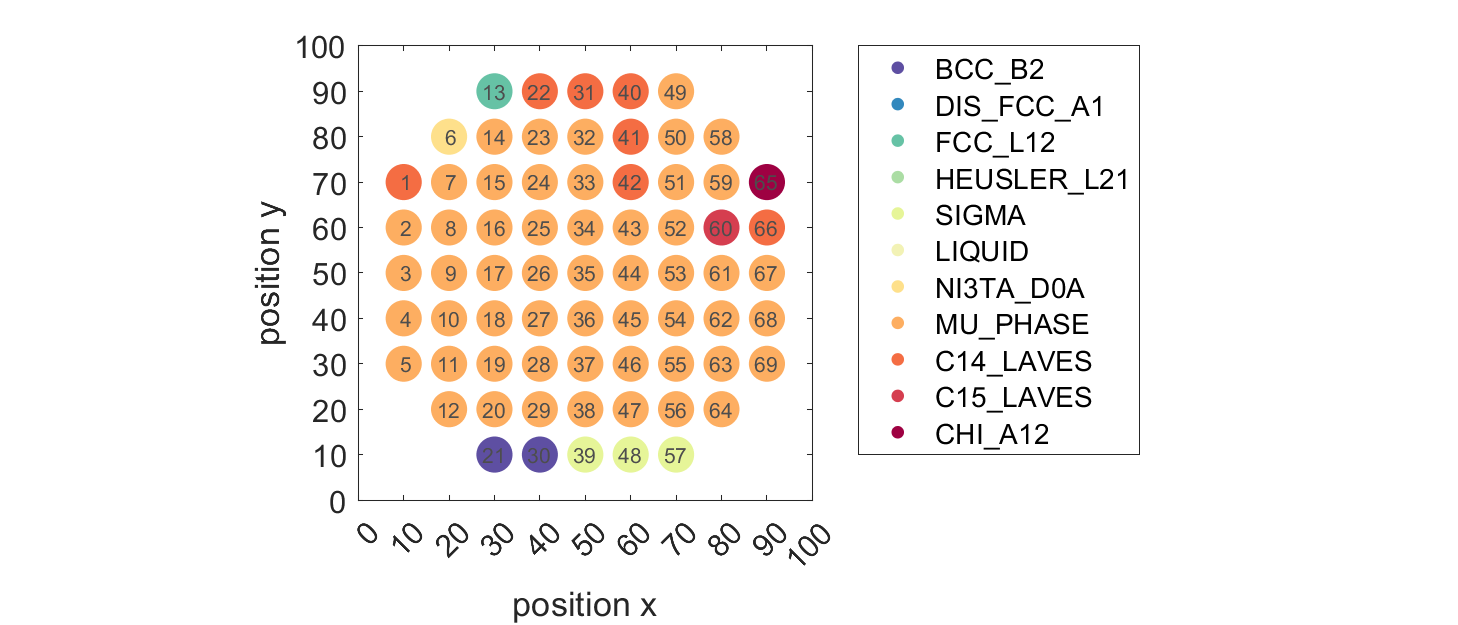 100
90
80
70
60
50
40
30
20
10
0
position y
13 22 31 40 49
6 14 23 32 41 50 58
1 7 15 24 33 42 51 59 65
2 8 16 25 34 43 52 60 66
3 9 17 26 35 44 53 61 67
4 10 18 27 36 45 54 62 68
5 11 19 28 37 46 55 63 69
12 20 29 38 47 56 64
21 30 39 48 57
0 10 20 30 40 50 60 70 80 90 100
position x
BCC_B2
DIS_FCC_A1
FCC_L12
HEUSLER_L21
SIGMA
LIQUID
NI3TA_D0A
MU_PHASE
C14_LAVES
C15_LAVES
CHI_A12